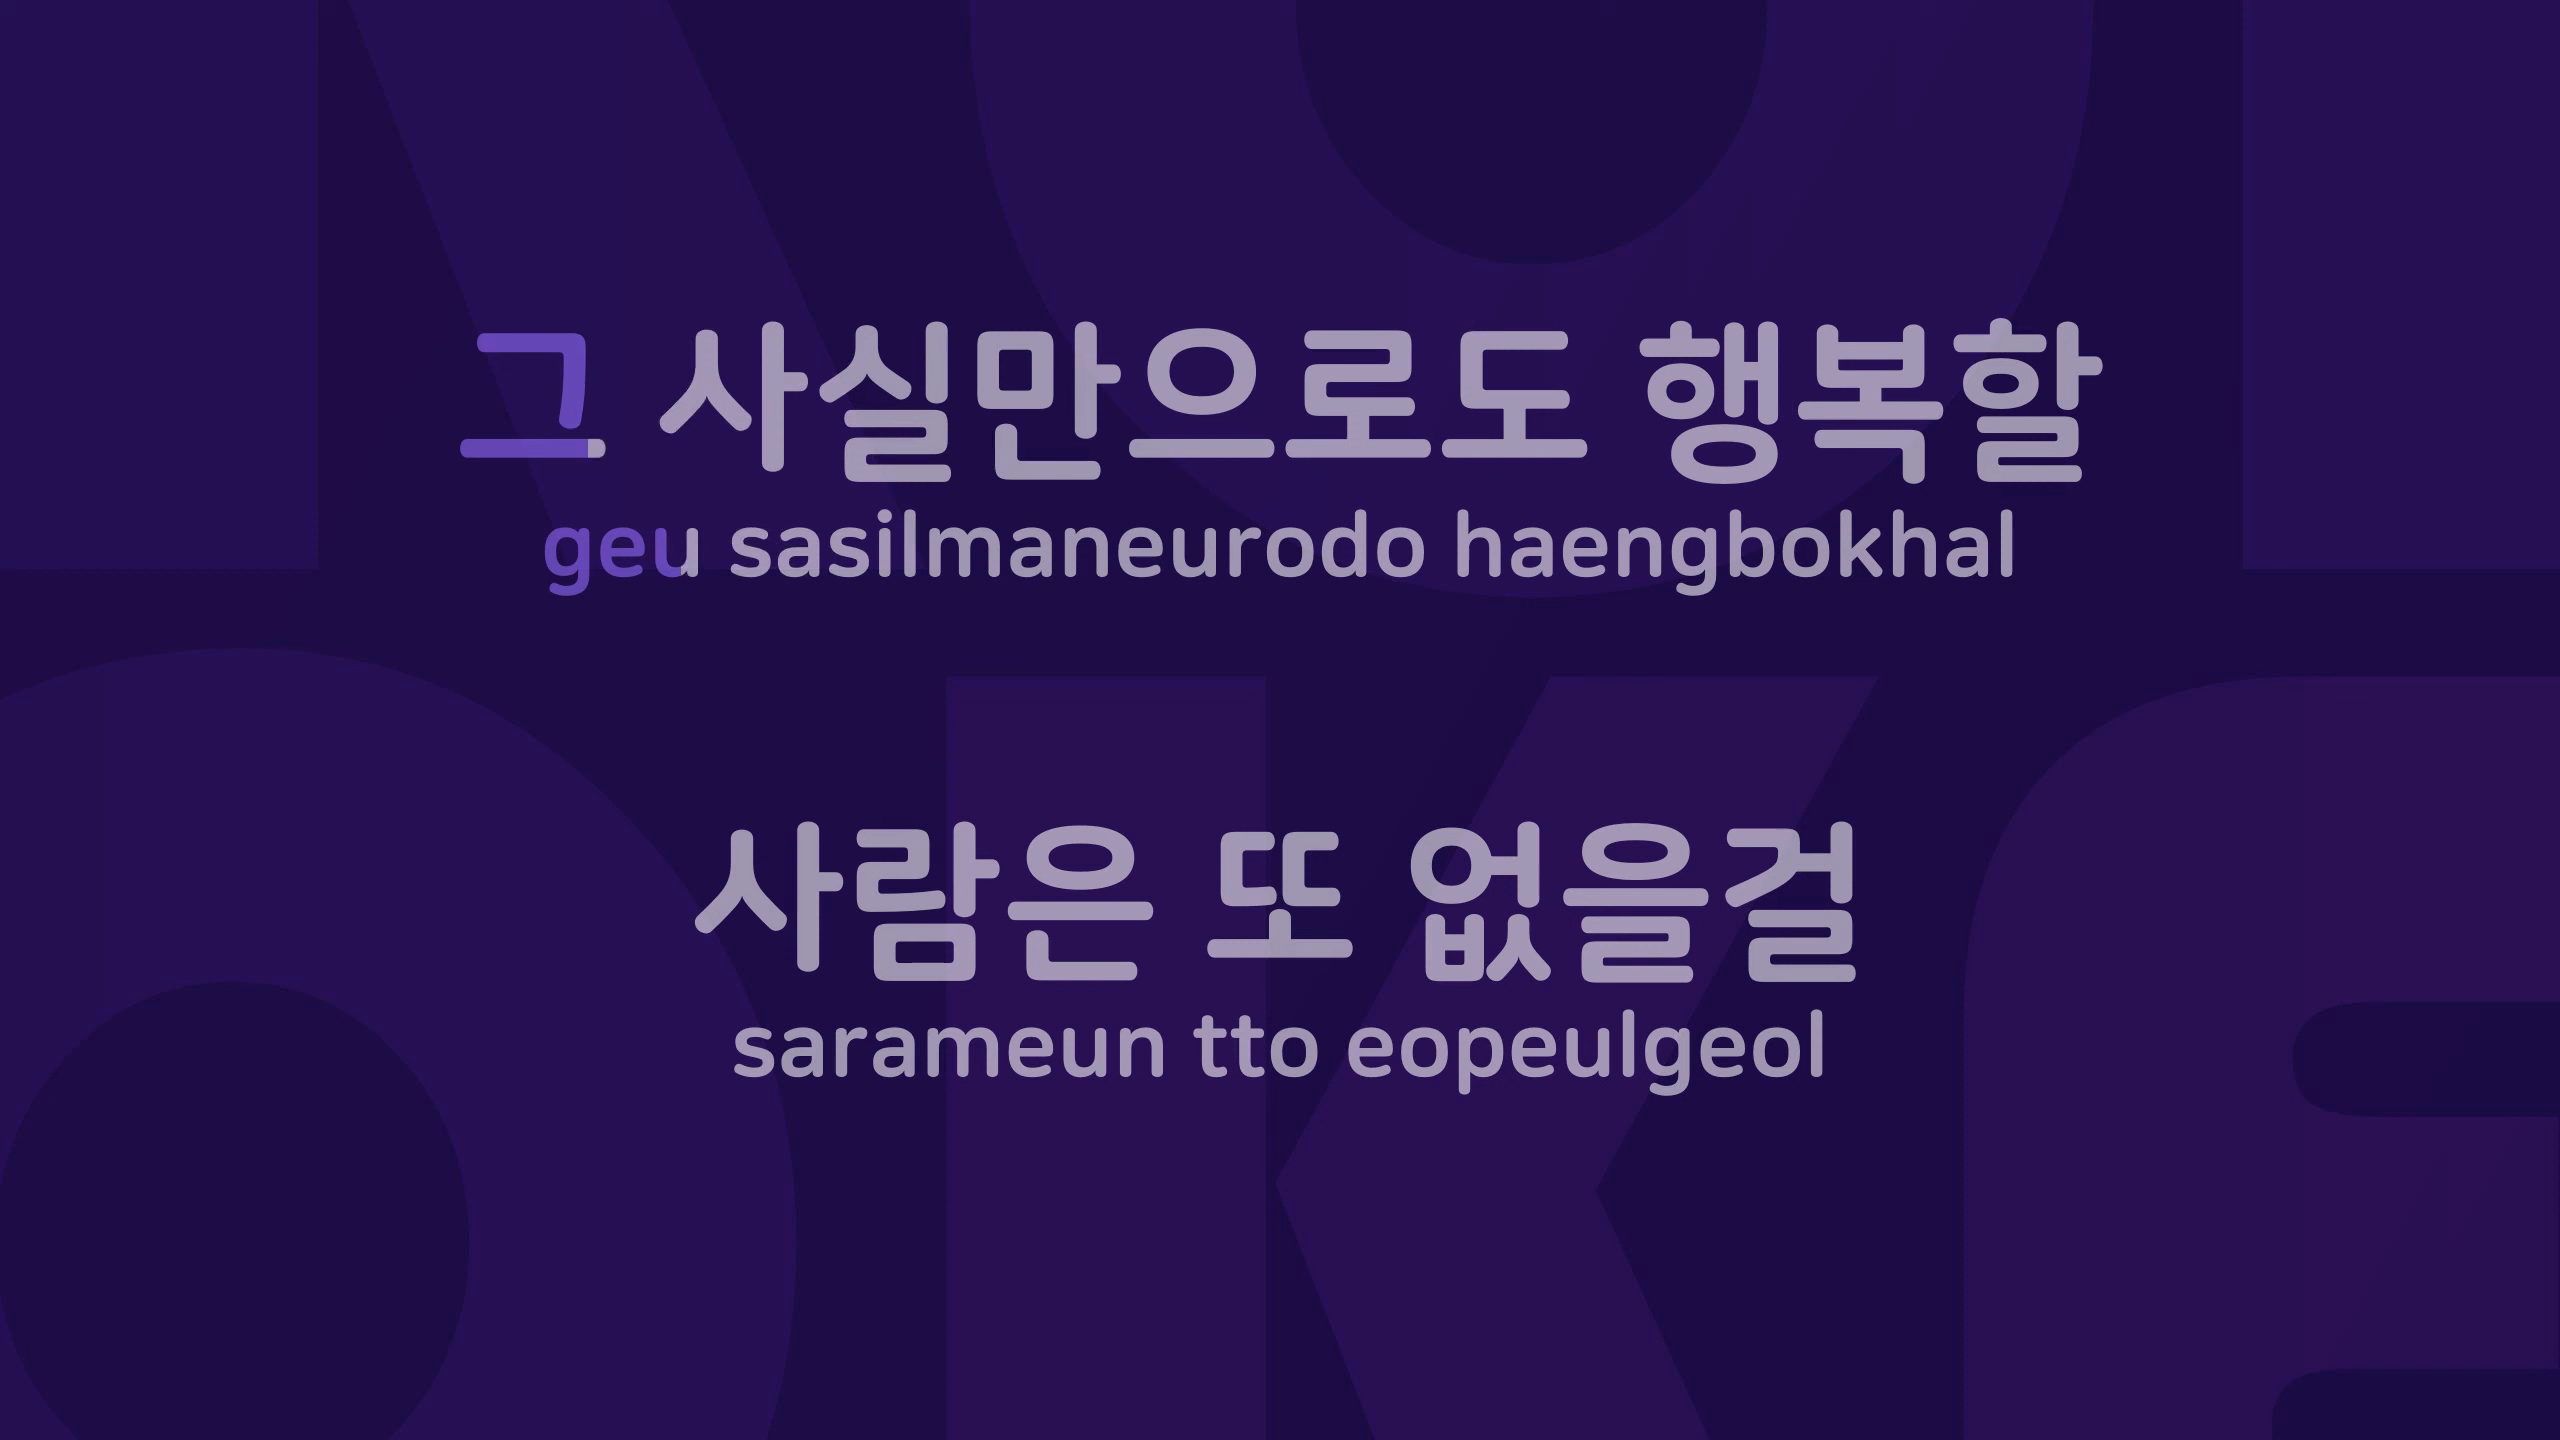 그 사실만으로도 행복할
geu sasilmaneurodo haengbokhal
사람은 또 없을걸
sarameun tto eopeulgeol